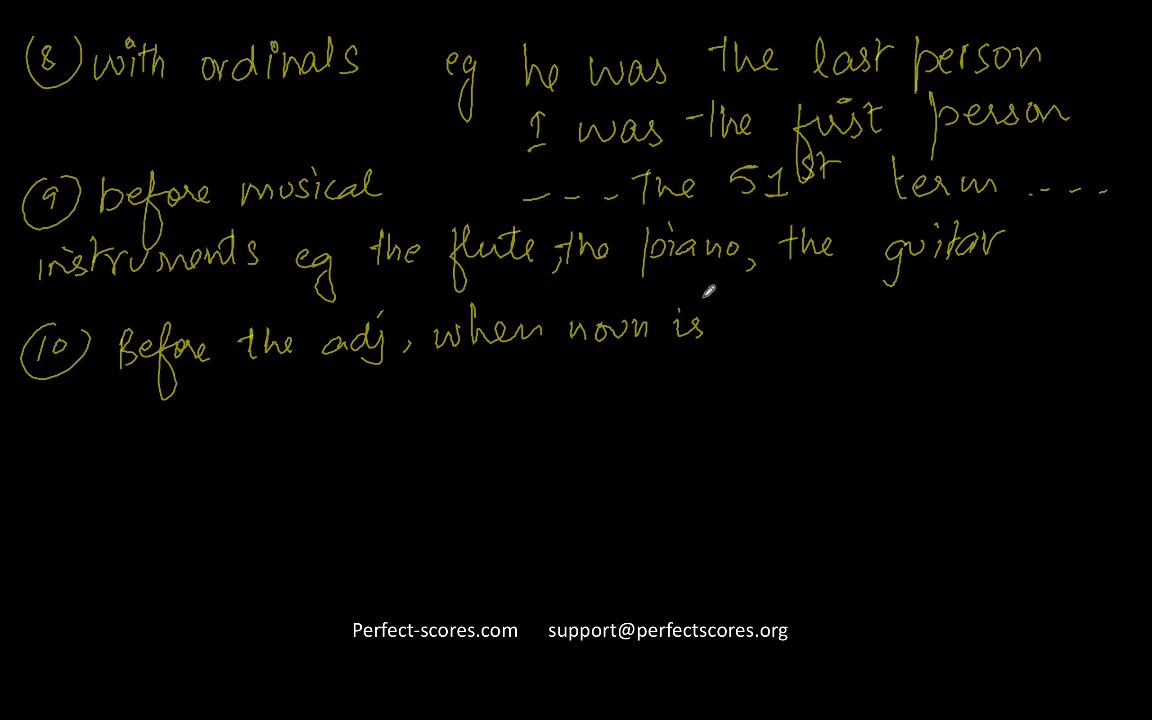 (8) with ordinals eg he was the last person
I was the first person
(9) before musical ---. The 51st term ....
instruments eg the flute, the piano, the guitar
(10) Before the adj, when noun is
Perfect-scores.com support@perfectscores.org